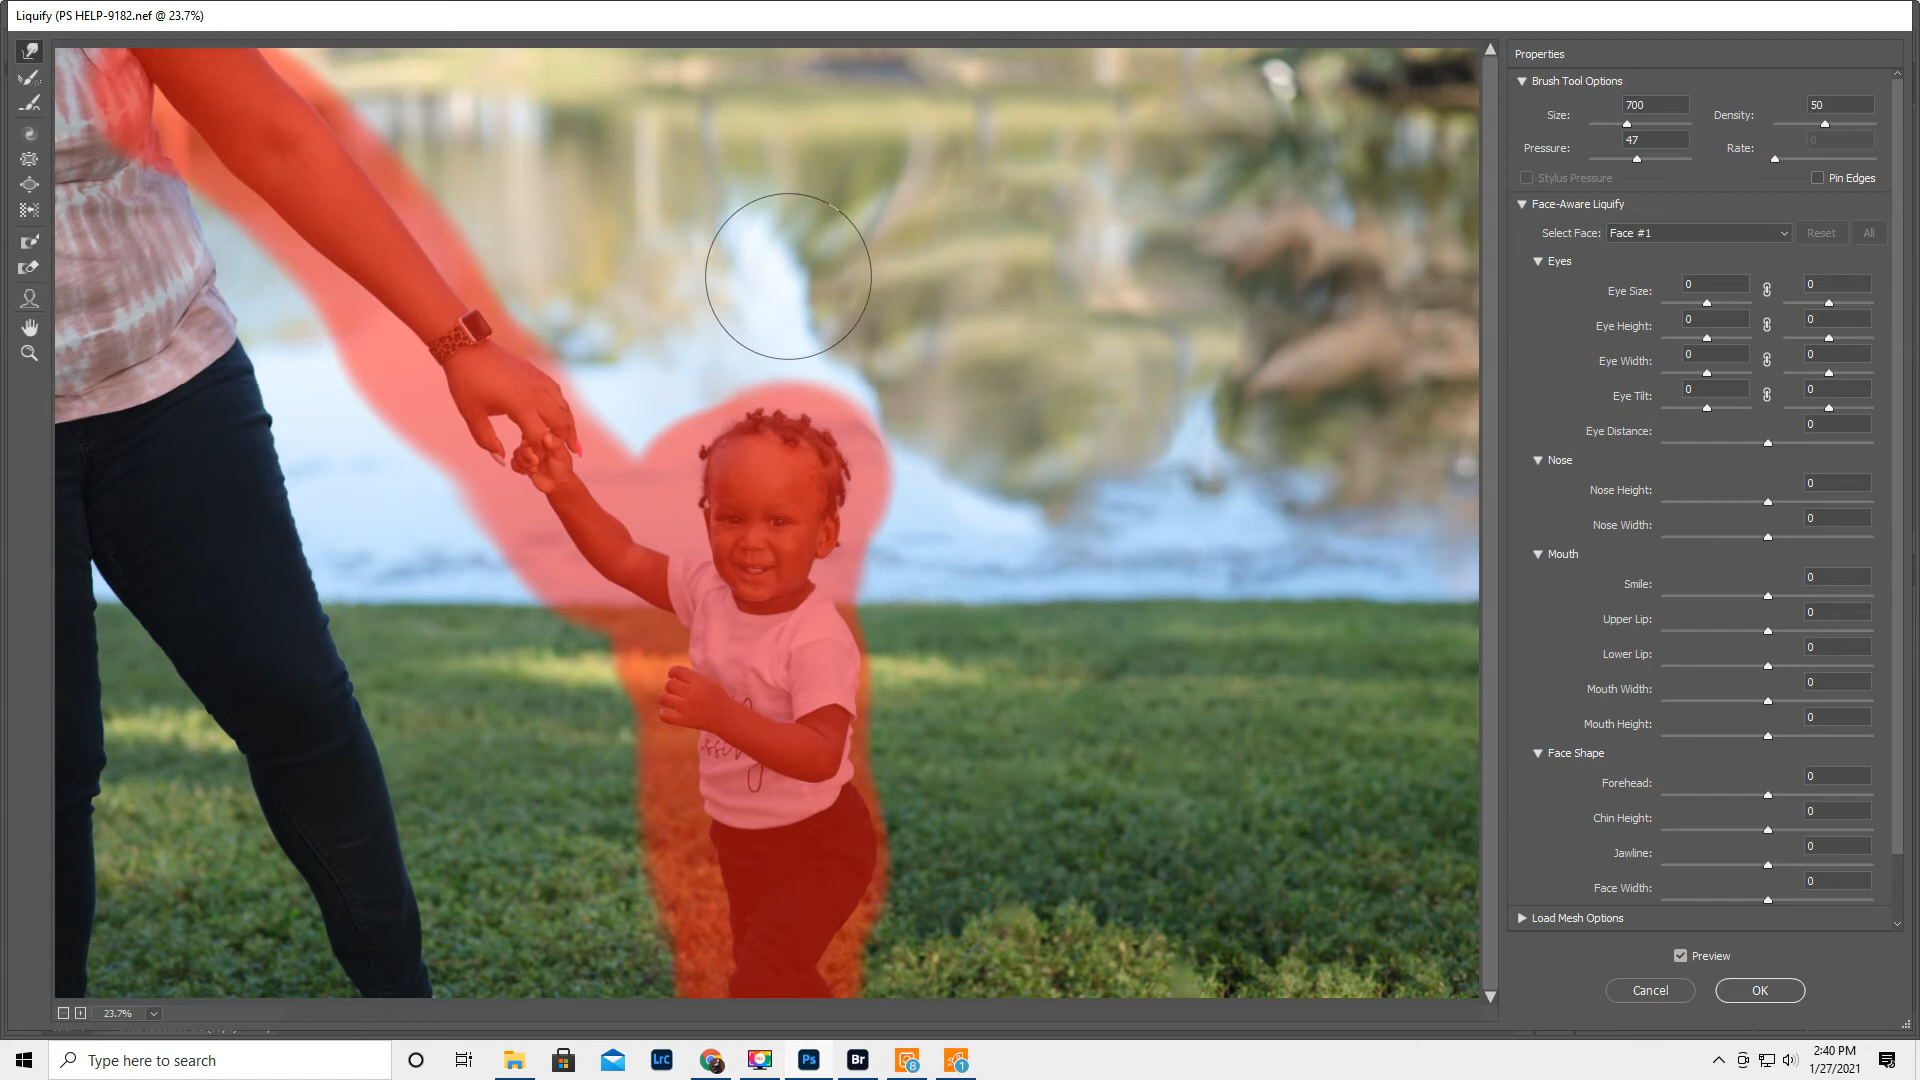 Liquify (PS HELP-9182.nef @ 23.7%)
Properties
Brush Tool Options
Size: 700 Density: 50
Pressure: 47 Rate: 0
Stylus Pressure Pin Edges
Face-Aware Liquify
Select Face: Face #1 Reset All
Eyes
Eye Size: 0 0
Eye Height: 0 0
Eye Width: 0 0
Eye Tilt: 0 0
Eye Distance: 0
Nose
Nose Height: 0
Nose Width: 0
Mouth
Smile: 0
Upper Lip: 0
Lower Lip: 0
Mouth Width: 0
Mouth Height: 0
Face Shape
Forehead: 0
Chin Height: 0
Jawline: 0
Face Width: 0
Load Mesh Options
Preview
Cancel OK
23.7%
Type here to search
LrC
Ps
Br
8
1
2:40 PM
1/27/2021